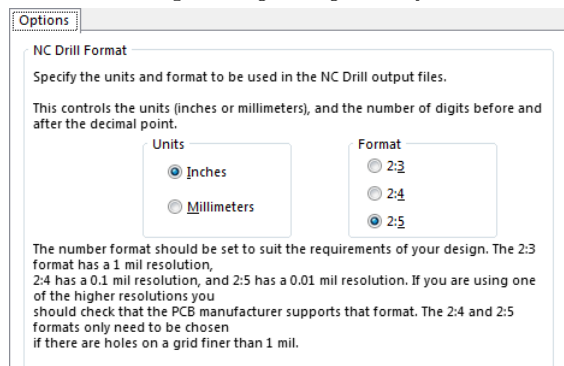 Options
NC Drill Format
Specify the units and format to be used in the NC Drill output files.
This controls the units (inches or millimeters), and the number of digits before and
after the decimal point.
Units
Format
Inches
2:3
2:4
Millimeters
2:5
The number format should be set to suit the requirements of your design. The 2:3
format has a 1 mil resolution,
2:4 has a 0.1 mil resolution, and 2:5 has a 0.01 mil resolution. If you are using one
of the higher resolutions you
should check that the PCB manufacturer supports that format. The 2:4 and 2:5
formats only need to be chosen
if there are holes on a grid finer than 1 mil.